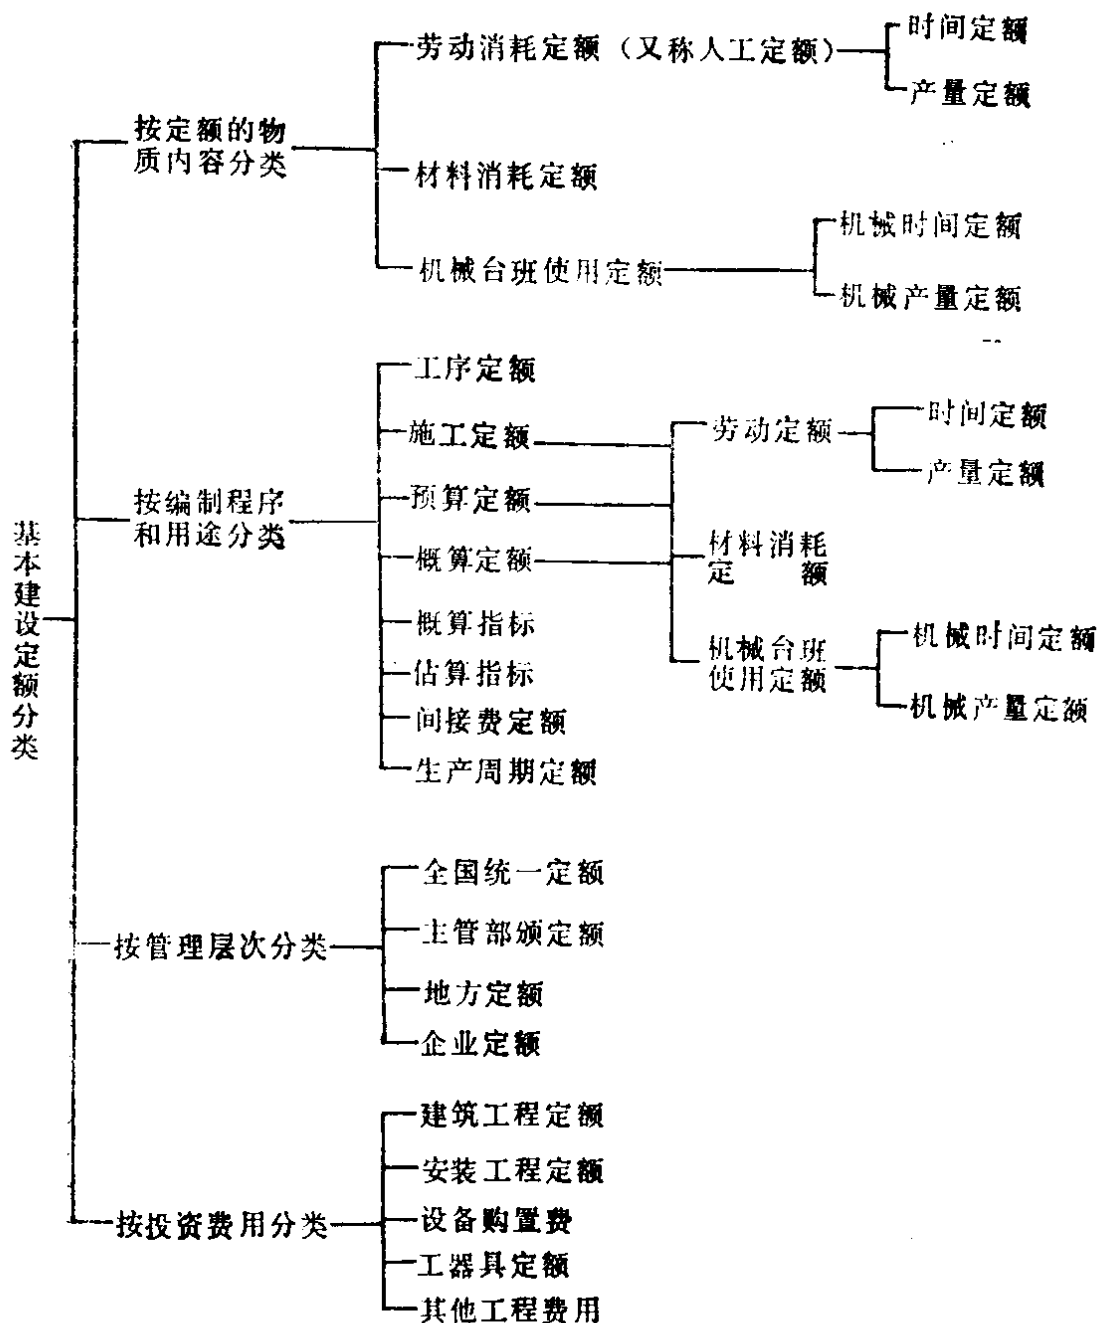 基本建设定额分类
按定额的物
质内容分类
劳动消耗定额（又称人工定额）
时间定额
产量定额
材料消耗定额
机械台班使用定额
机械时间定额
机械产量定额
按编制程序
和用途分类
工序定额
施工定额
预算定额
概算定额
概算指标
估算指标
间接费定额
生产周期定额
劳动定额
时间定额
产量定额
材料消耗
定额
机械台班
使用定额
机械时间定额
机械产量定额
按管理层次分类
全国统一定额
主管部颁定额
地方定额
企业定额
按投资费用分类
建筑工程定额
安装工程定额
设备购置费
工器具定额
其他工程费用